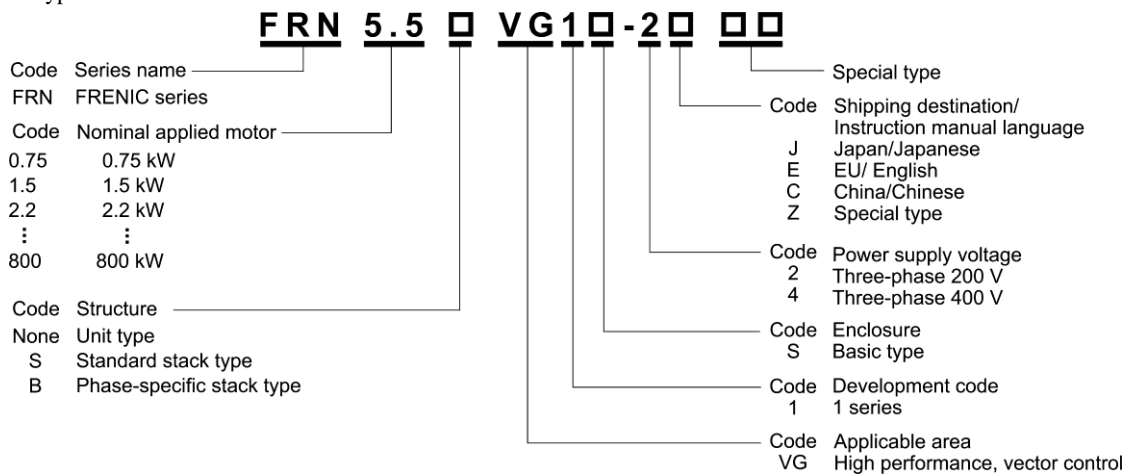 FRN 5.5 □ VG1□-2□ □□
Code Series name
FRN FRENIC series
Code Nominal applied motor
0.75 0.75 kW
1.5 1.5 kW
2.2 2.2 kW
⋮ ⋮
800 800 kW
Code Structure
None Unit type
S Standard stack type
B Phase-specific stack type
Special type
Code Shipping destination/
Instruction manual language
J Japan/Japanese
E EU/ English
C China/Chinese
Z Special type
Code Power supply voltage
2 Three-phase 200 V
4 Three-phase 400 V
Code Enclosure
S Basic type
Code Development code
1 1 series
Code Applicable area
VG High performance, vector control